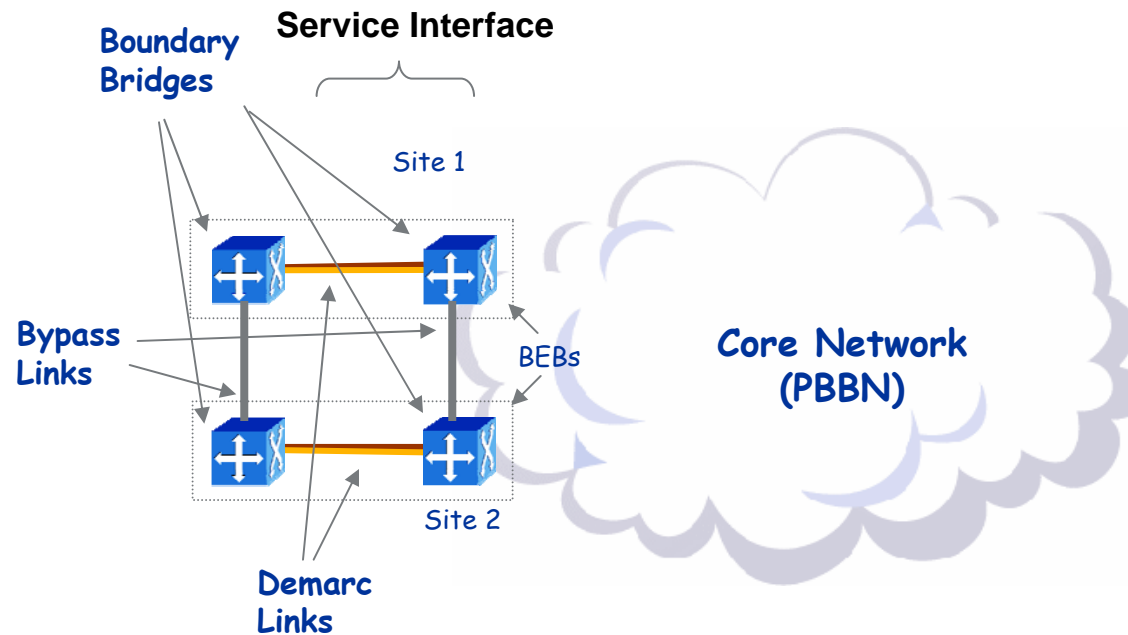 Service Interface
Boundary
Bridges
Site 1
Bypass
Links
BEBs
Core Network
(PBBN)
Site 2
Demarc
Links